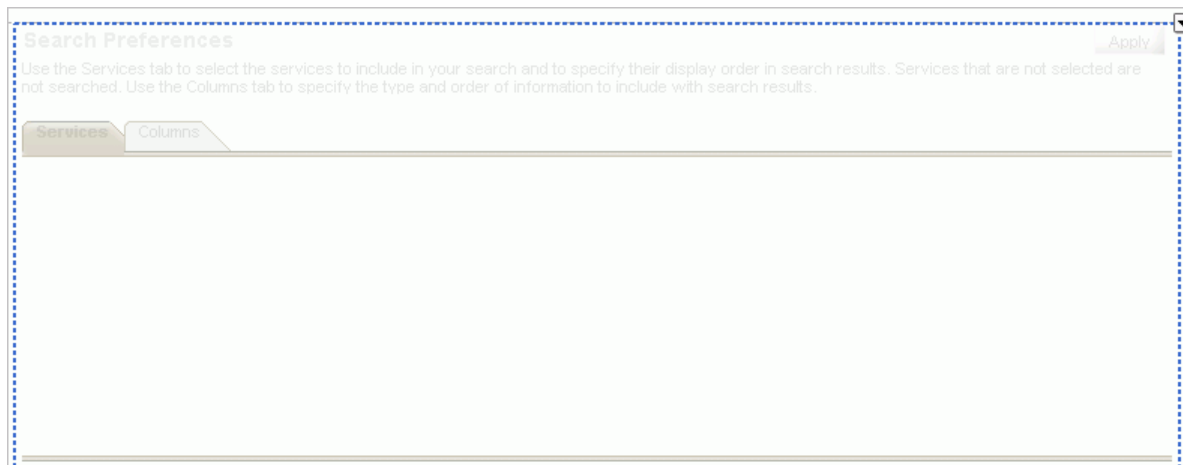 Search Preferences
Apply
Use the Services tab to select the services to include in your search and to specify their display order in search results. Services that are not selected are
not searched. Use the Columns tab to specify the type and order of information to include with search results.
Services Columns